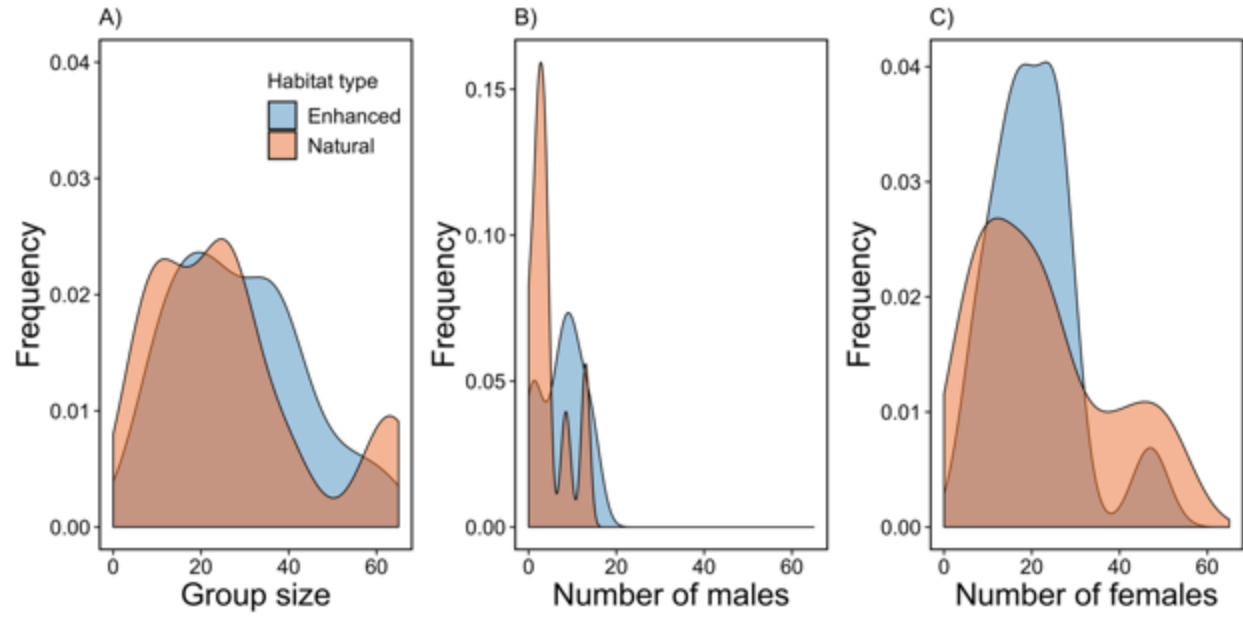 A)
Frequency
0.04
0.03
0.02
0.01
0.00
Habitat type
Enhanced
Natural
0 20 40 60
Group size
B)
Frequency
0.15
0.10
0.05
0.00
0 20 40 60
Number of males
C)
Frequency
0.04
0.03
0.02
0.01
0.00
0 20 40 60
Number of females